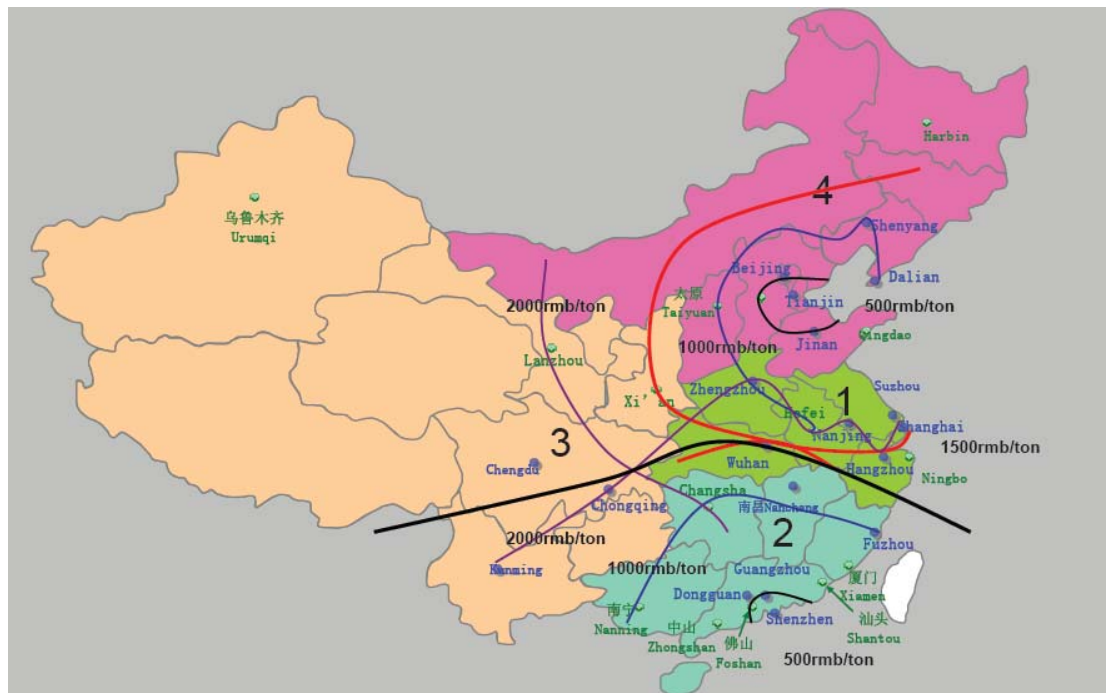 Harbin
4
乌鲁木齐
Urumqi
Shenyang
Beijing
Dalian
太原
Taiyuan
Tianjin
2000rmb/ton
500rmb/ton
Jinan
Qingdao
1000rmb/ton
Lanzhou
Zhengzhou
Xi'an
Suzhou
1
Hefei
Shanghai
Nanjing
3
1500rmb/ton
Chengdu
Wuhan
Hangzhou
Ningbo
Changsha
Chongqing
南昌Nanchang
2
2000rmb/ton
Fuzhou
Kunming
1000rmb/ton
Guangzhou
厦门
Xiamen
Dongguan
南宁
Nanning
Shenzhen
汕头
Shantou
中山
Zhongshan
佛山
Foshan
500rmb/ton